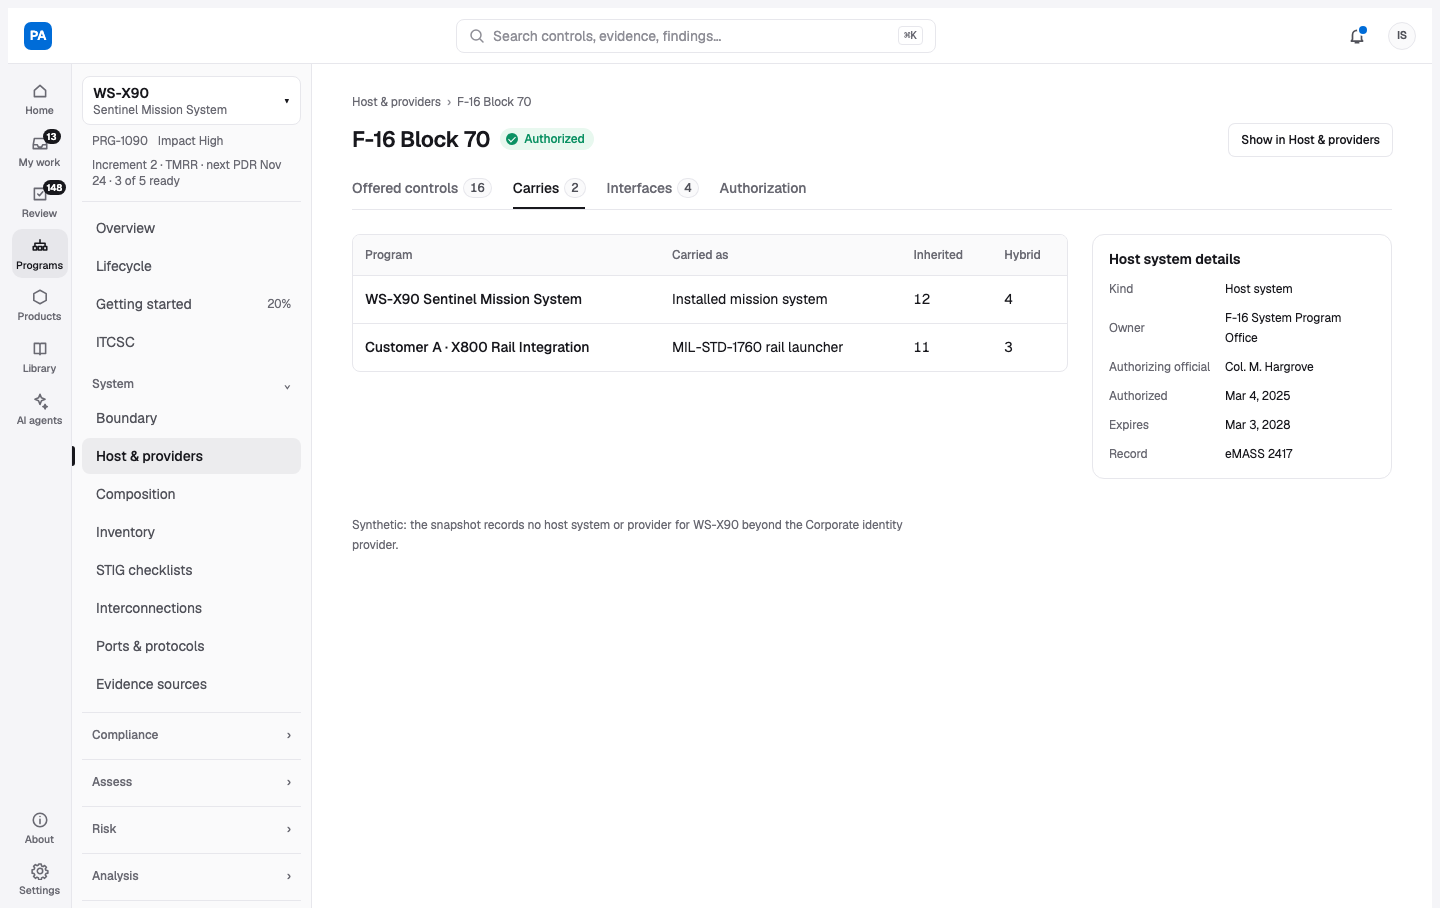 PA
Search controls, evidence, findings...
⌘K
IS
Home
13
My work
148
Review
Programs
Products
Library
AI agents
About
Settings
WS-X90
Sentinel Mission System
PRG-1090 Impact High
Increment 2 · TMRR · next PDR Nov
24 · 3 of 5 ready
Overview
Lifecycle
Getting started 20%
ITCSC
System
Boundary
Host & providers
Composition
Inventory
STIG checklists
Interconnections
Ports & protocols
Evidence sources
Compliance
Assess
Risk
Analysis
Host & providers › F-16 Block 70
F-16 Block 70 Authorized
Show in Host & providers
Offered controls 16 Carries 2 Interfaces 4 Authorization
Program Carried as Inherited Hybrid
WS-X90 Sentinel Mission System Installed mission system 12 4
Customer A · X800 Rail Integration MIL-STD-1760 rail launcher 11 3
Host system details
Kind Host system
Owner F-16 System Program
Office
Authorizing official Col. M. Hargrove
Authorized Mar 4, 2025
Expires Mar 3, 2028
Record eMASS 2417
Synthetic: the snapshot records no host system or provider for WS-X90 beyond the Corporate identity
provider.